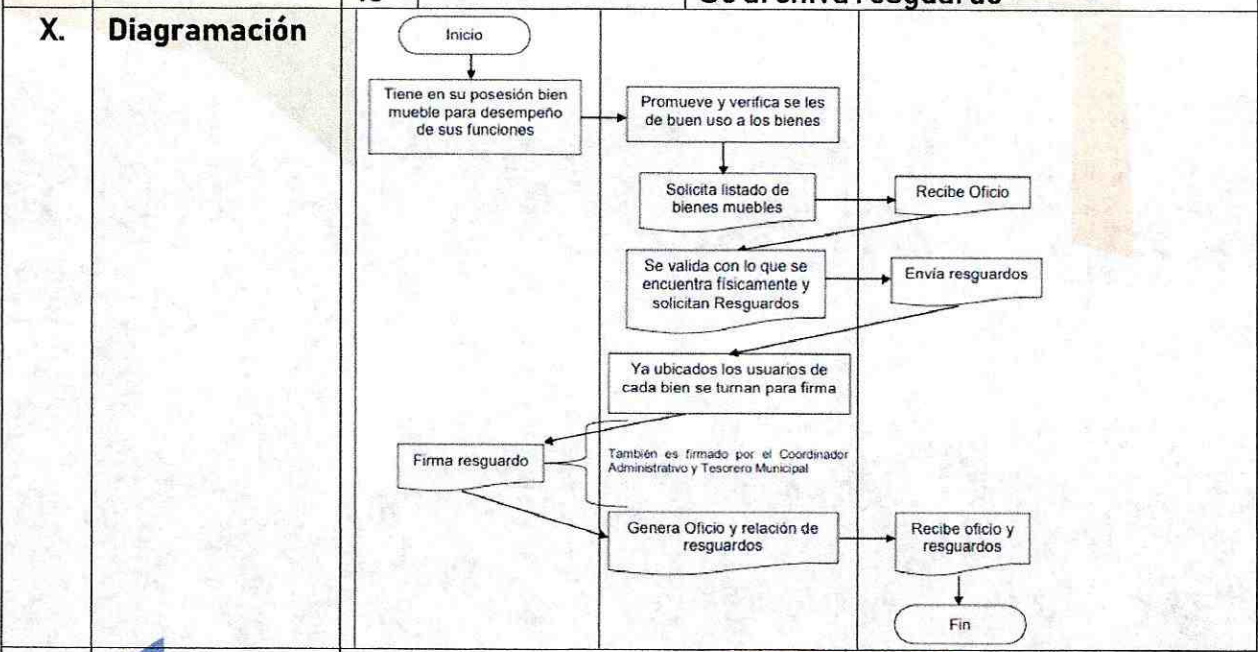 X.
Diagramación
Inicio
Tiene en su posesión bien
mueble para desempeño
de sus funciones
Promueve y verifica se les
de buen uso a los bienes
Solicita listado de
bienes muebles
Recibe Oficio
Se valida con lo que se
encuentra físicamente y
solicitan Resguardos
Envía resguardos
Ya ubicados los usuarios de
cada bien se turnan para firma
Firma resguardo
También es firmado por el Coordinador
Administrativo y Tesorero Municipal
Genera Oficio y relación de
resguardos
Recibe oficio y
resguardos
Fin